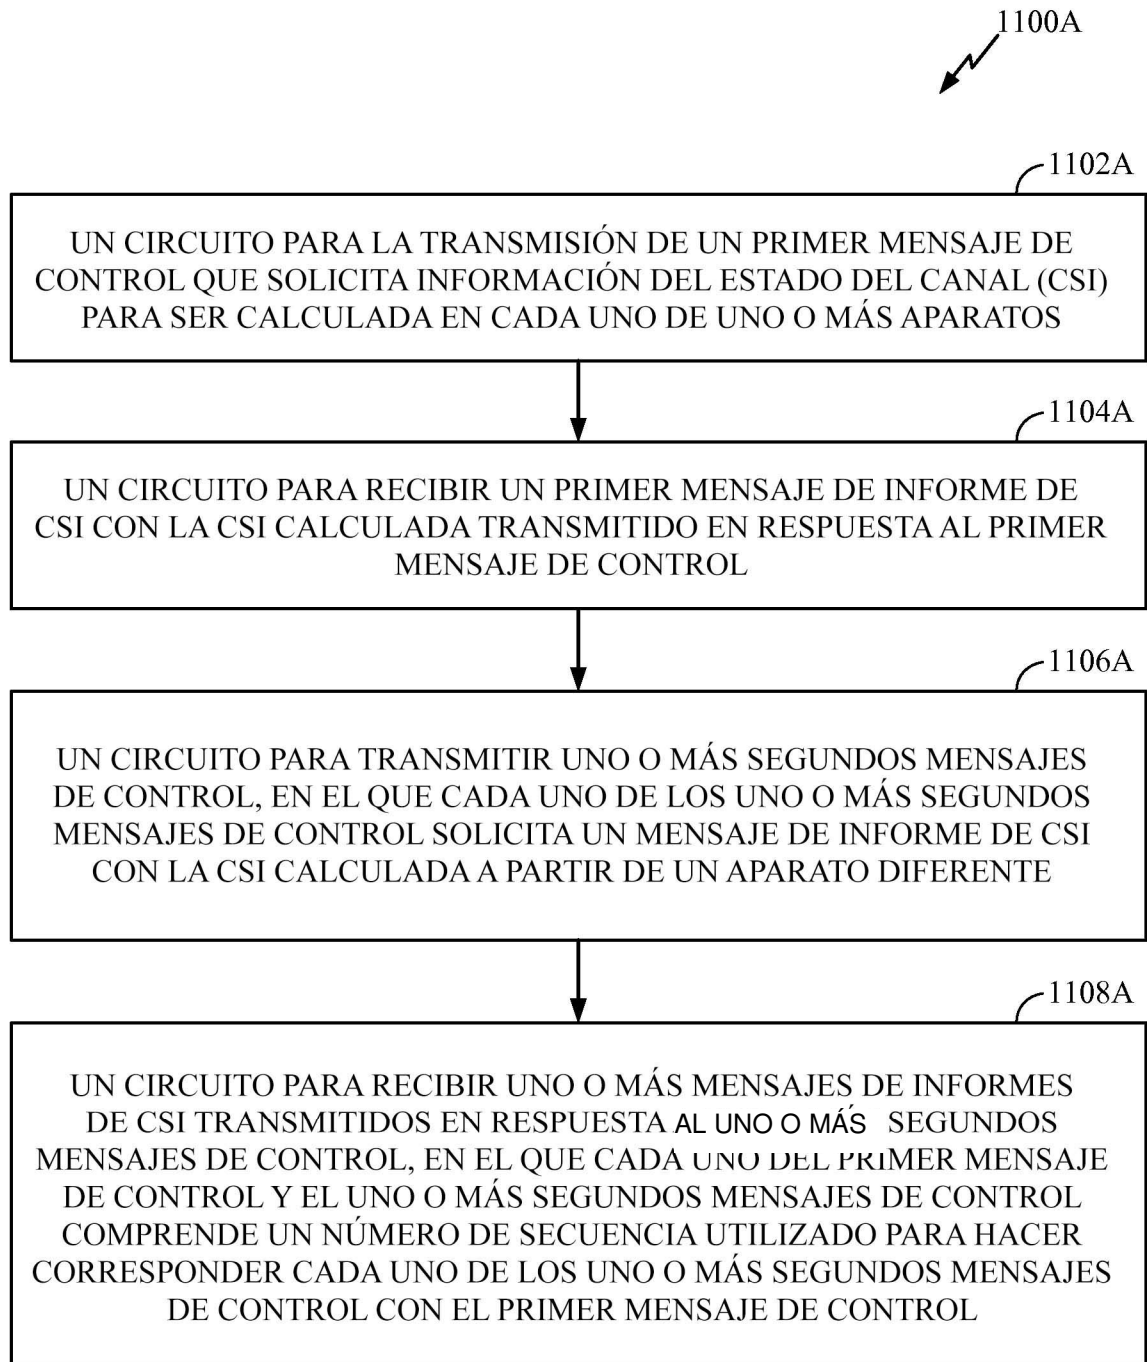 1100A
1102A
UN CIRCUITO PARA LA TRANSMISIÓN DE UN PRIMER MENSAJE DE
CONTROL QUE SOLICITA INFORMACIÓN DEL ESTADO DEL CANAL (CSI)
PARA SER CALCULADA EN CADA UNO DE UNO O MÁS APARATOS
1104A
UN CIRCUITO PARA RECIBIR UN PRIMER MENSAJE DE INFORME DE
CSI CON LA CSI CALCULADA TRANSMITIDO EN RESPUESTA AL PRIMER
MENSAJE DE CONTROL
1106A
UN CIRCUITO PARA TRANSMITIR UNO O MÁS SEGUNDOS MENSAJES
DE CONTROL, EN EL QUE CADA UNO DE LOS UNO O MÁS SEGUNDOS
MENSAJES DE CONTROL SOLICITA UN MENSAJE DE INFORME DE CSI
CON LA CSI CALCULADA A PARTIR DE UN APARATO DIFERENTE
1108A
UN CIRCUITO PARA RECIBIR UNO O MÁS MENSAJES DE INFORMES
DE CSI TRANSMITIDOS EN RESPUESTA AL UNO O MÁS SEGUNDOS
MENSAJES DE CONTROL, EN EL QUE CADA UNO DEL PRIMER MENSAJE
DE CONTROL Y EL UNO O MÁS SEGUNDOS MENSAJES DE CONTROL
COMPRENDE UN NÚMERO DE SECUENCIA UTILIZADO PARA HACER
CORRESPONDER CADA UNO DE LOS UNO O MÁS SEGUNDOS MENSAJES
DE CONTROL CON EL PRIMER MENSAJE DE CONTROL